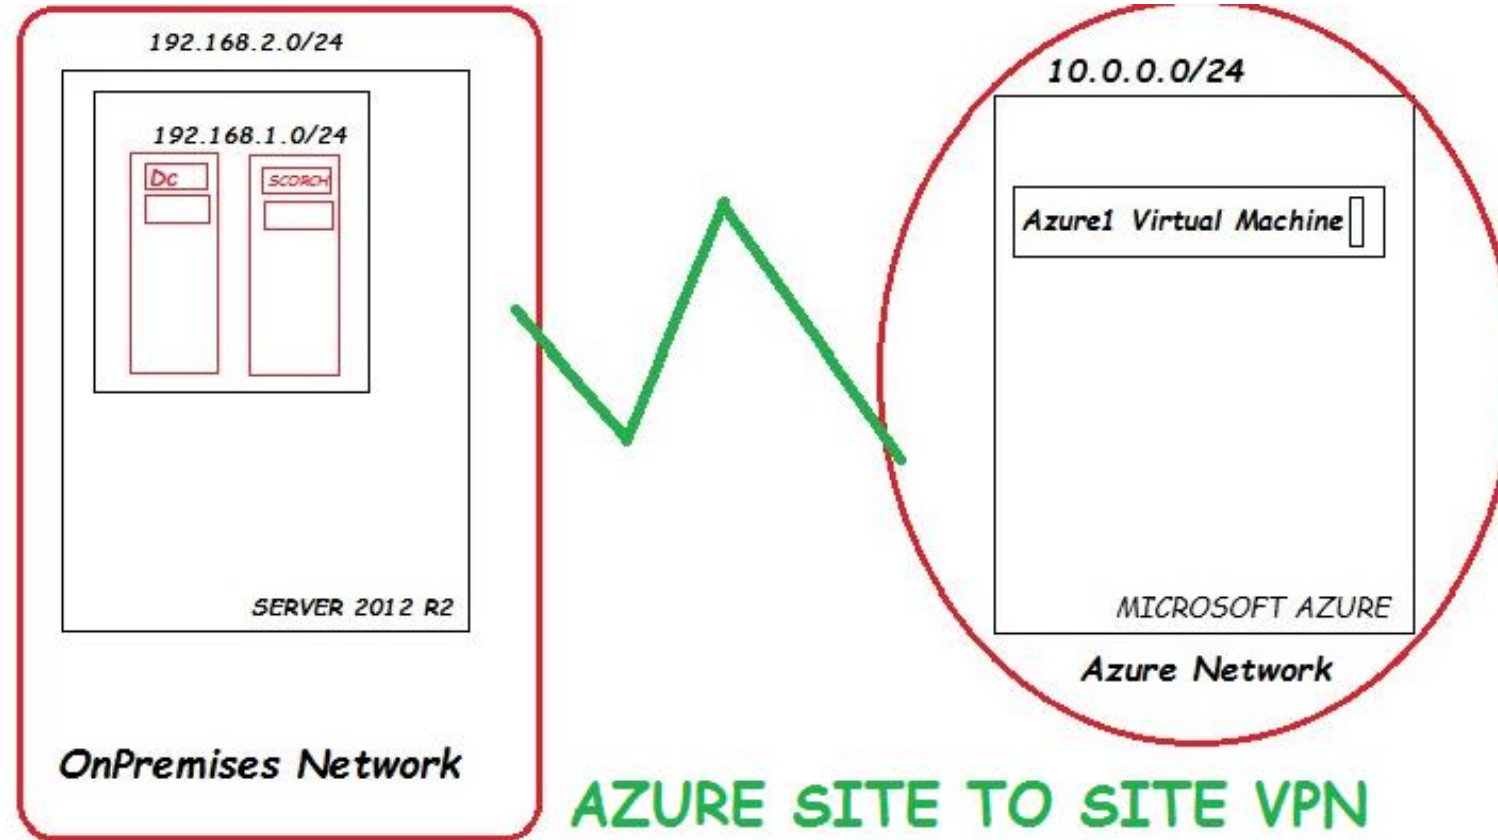 192.168.2.0/24
192.168.1.0/24
Dc
SCORCH
SERVER 2012 R2
OnPremises Network
10.0.0.0/24
Azure1 Virtual Machine
MICROSOFT AZURE
Azure Network
AZURE SITE TO SITE VPN